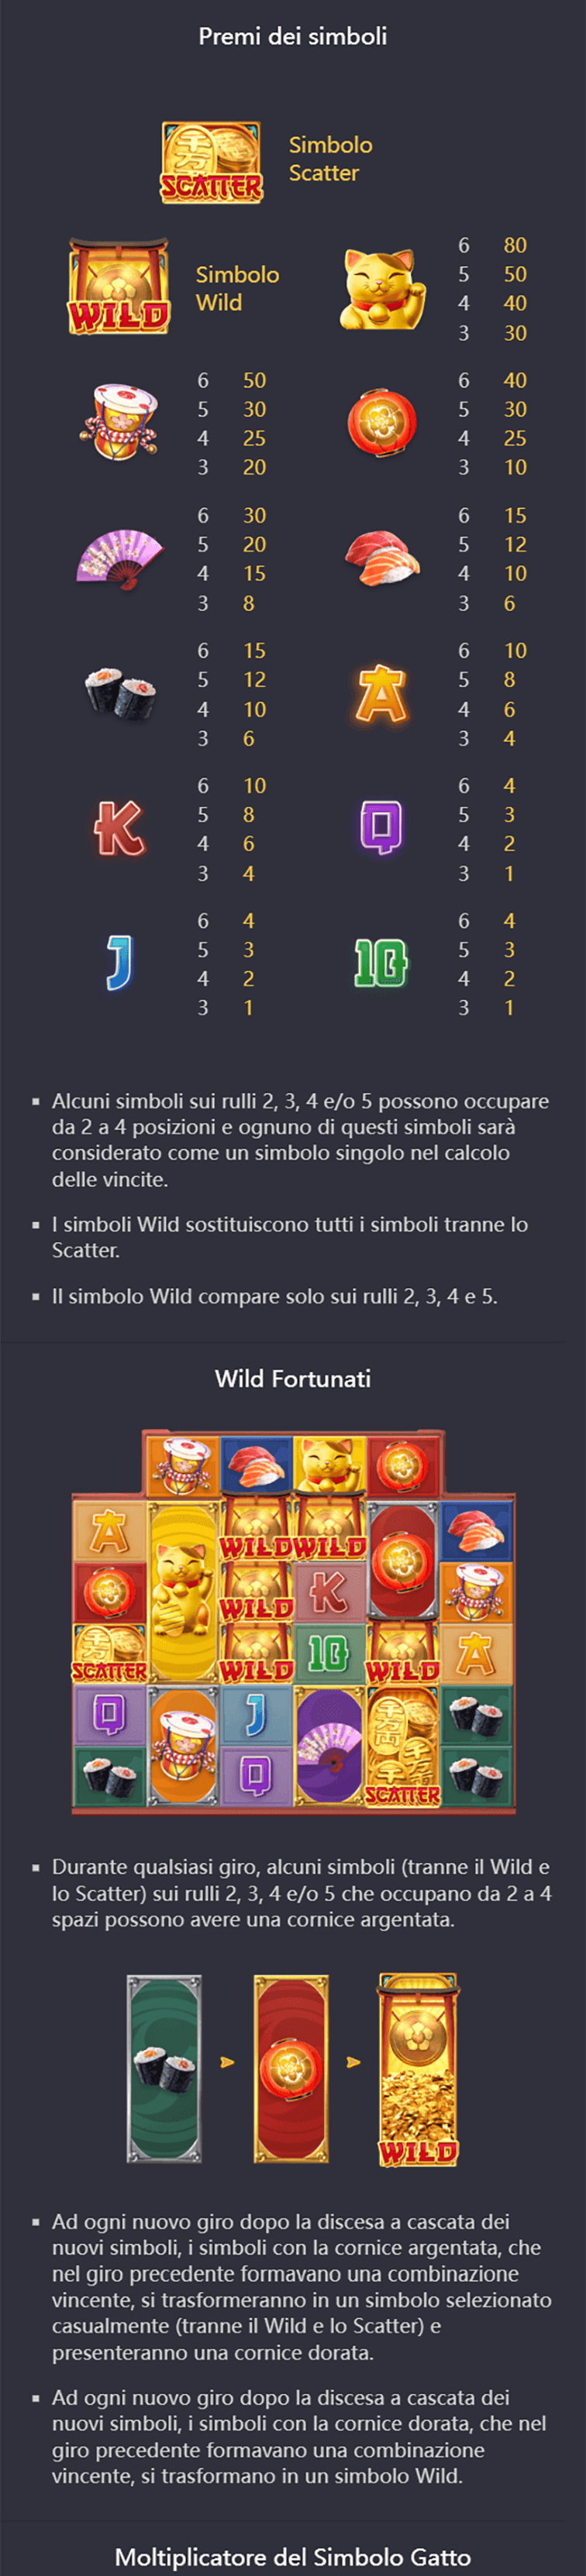 Premi dei simboli
SCATTER
Simbolo
Scatter
WILD
Simbolo
Wild
6 80
5 50
4 40
3 30
6 50
5 30
4 25
3 20
6 40
5 30
4 25
3 10
6 30
5 20
4 15
3 8
6 15
5 12
4 10
3 6
6 15
5 12
4 10
3 6
A
6 10
5 8
6 4
4 6
3 4
K
6 10
5 8
4 6
3 4
Q
6 4
5 3
4 2
3 1
J
6 4
5 3
4 2
3 1
10
6 4
5 3
4 2
3 1
▪ Alcuni simboli sui rulli 2, 3, 4 e/o 5 possono occupare
da 2 a 4 posizioni e ognuno di questi simboli sarà
considerato come un simbolo singolo nel calcolo
delle vincite.
▪ I simboli Wild sostituiscono tutti i simboli tranne lo
Scatter.
▪ Il simbolo Wild compare solo sui rulli 2, 3, 4 e 5.
Wild Fortunati
A WILD WILD
WILD K
SCATTER WILD 10 WILD A
Q J
Q SCATTER
▪ Durante qualsiasi giro, alcuni simboli (tranne il Wild e
lo Scatter) sui rulli 2, 3, 4 e/o 5 che occupano da 2 a 4
spazi possono avere una cornice argentata.
WILD
▪ Ad ogni nuovo giro dopo la discesa a cascata dei
nuovi simboli, i simboli con la cornice argentata, che
nel giro precedente formavano una combinazione
vincente, si trasformeranno in un simbolo selezionato
casualmente (tranne il Wild e lo Scatter) e
presenteranno una cornice dorata.
▪ Ad ogni nuovo giro dopo la discesa a cascata dei
nuovi simboli, i simboli con la cornice dorata, che nel
giro precedente formavano una combinazione
vincente, si trasformano in un simbolo Wild.
Moltiplicatore del Simbolo Gatto